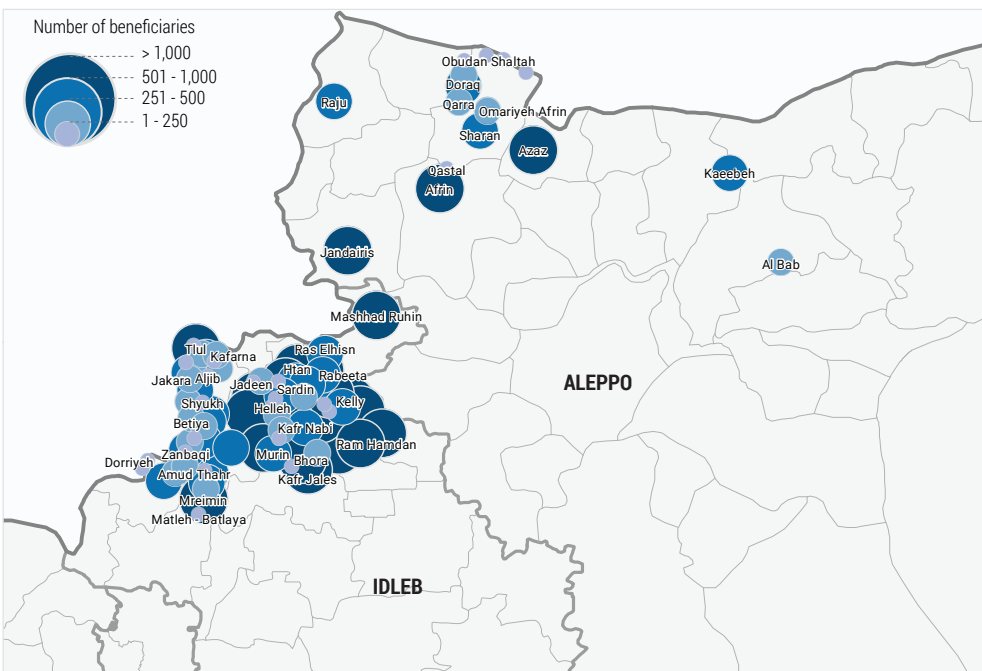 Number of beneficiaries
> 1,000
501 - 1,000
251 - 500
1 - 250
Obudan Shaltah
Doraq
Raju
Qarra
Omariyeh Afrin
Sharan
Azaz
Qastal
Kaeebeh
Afrin
Jandairis
Al Bab
Mashhad Ruhin
Tlul
Ras Elhisn
Kafarna
Htan
Jakara
Aljib
Jadeen
Rabeeta
ALEPPO
Sardin
Shyukh
Helleh
Kelly
Betiya
Kafr Nabi
Ram Hamdan
Zanbaqi
Murin
Dorriyeh
Bhora
Amud Thahr
Kafr Jales
Mreimin
Matleh - Batlaya
IDLEB